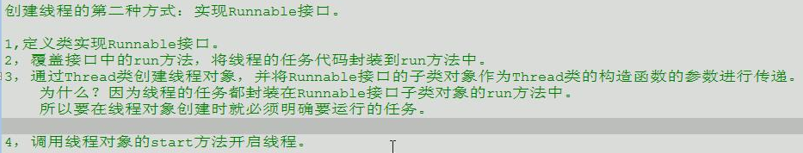 创建线程的第二种方式：实现Runnable接口。
1,定义类实现Runnable接口。
2，覆盖接口中的run方法，将线程的任务代码封装到run方法中。
3，通过Thread类创建线程对象，并将Runnable接口的子类对象作为Thread类的构造函数的参数进行传递。
为什么？因为线程的任务都封装在Runnable接口子类对象的run方法中。
所以要在线程对象创建时就必须明确要运行的任务。
4，调用线程对象的start方法开启线程。